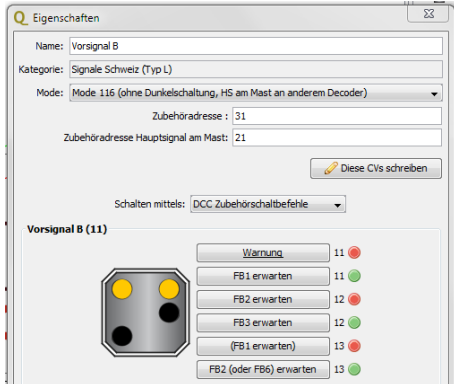 Eigenschaften
Name: Vorsignal B
Kategorie: Signale Schweiz (Typ L)
Mode: Mode 116 (ohne Dunkelschaltung, HS am Mast an anderem Decoder)
Zubehöradresse : 31
Zubehöradresse Hauptsignal am Mast: 21
Diese CVs schreiben
Schalten mittels: DCC Zubehörschaltbefehle
Vorsignal B (11)
Warnung 11
FB1 erwarten 11
FB2 erwarten 12
FB3 erwarten 12
(FB1 erwarten) 13
FB2 (oder FB6) erwarten 13